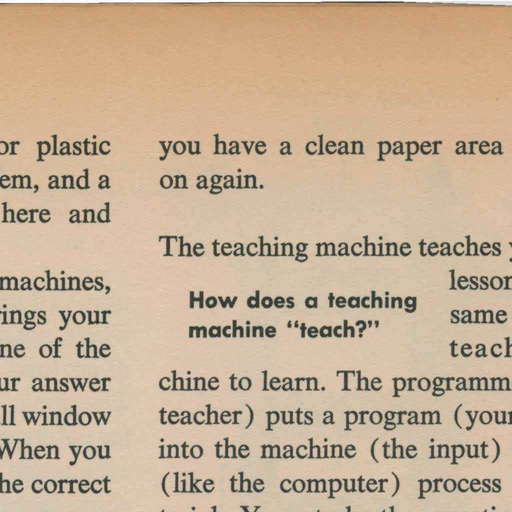 or plastic
em, and a
here and
machines,
ings your
ne of the
ur answer
ll window
When you
he correct
you have a clean paper area
on again.
The teaching machine teaches
How does a teaching
machine "teach?"
lesson
same
teach
chine to learn. The programm
teacher) puts a program (your
into the machine (the input)
(like the computer) process